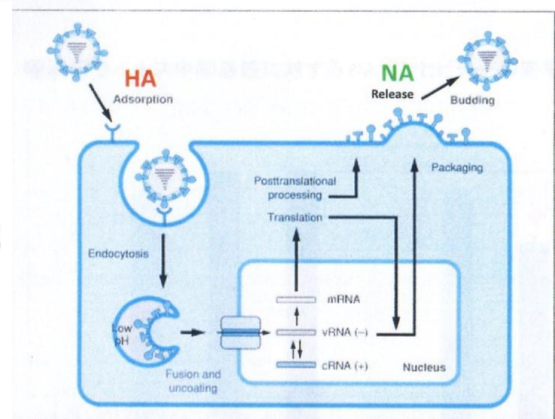 HA
Adsorption
NA
Release
Budding
Packaging
Posttranslational
processing
Translation
Endocytosis
Low
pH
Fusion and
uncoating
mRNA
vRNA (−)
cRNA (+)
Nucleus